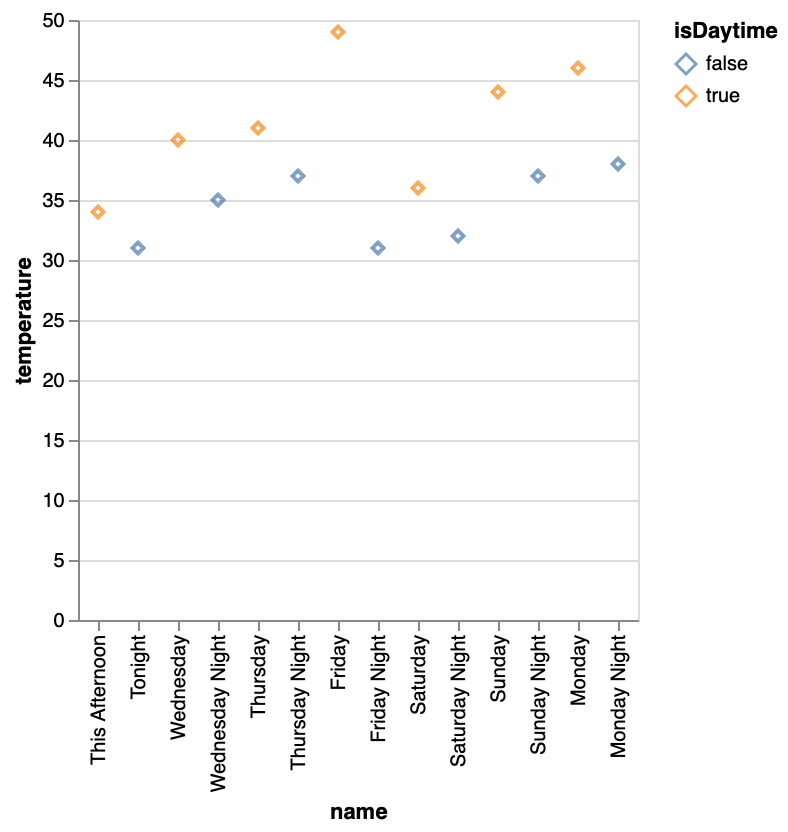 50
45
40
35
30
25
20
15
10
5
0
temperature
This Afternoon
Tonight
Wednesday
Wednesday Night
Thursday
Thursday Night
Friday
Friday Night
Saturday
Saturday Night
Sunday
Sunday Night
Monday
Monday Night
name
isDaytime
false
true